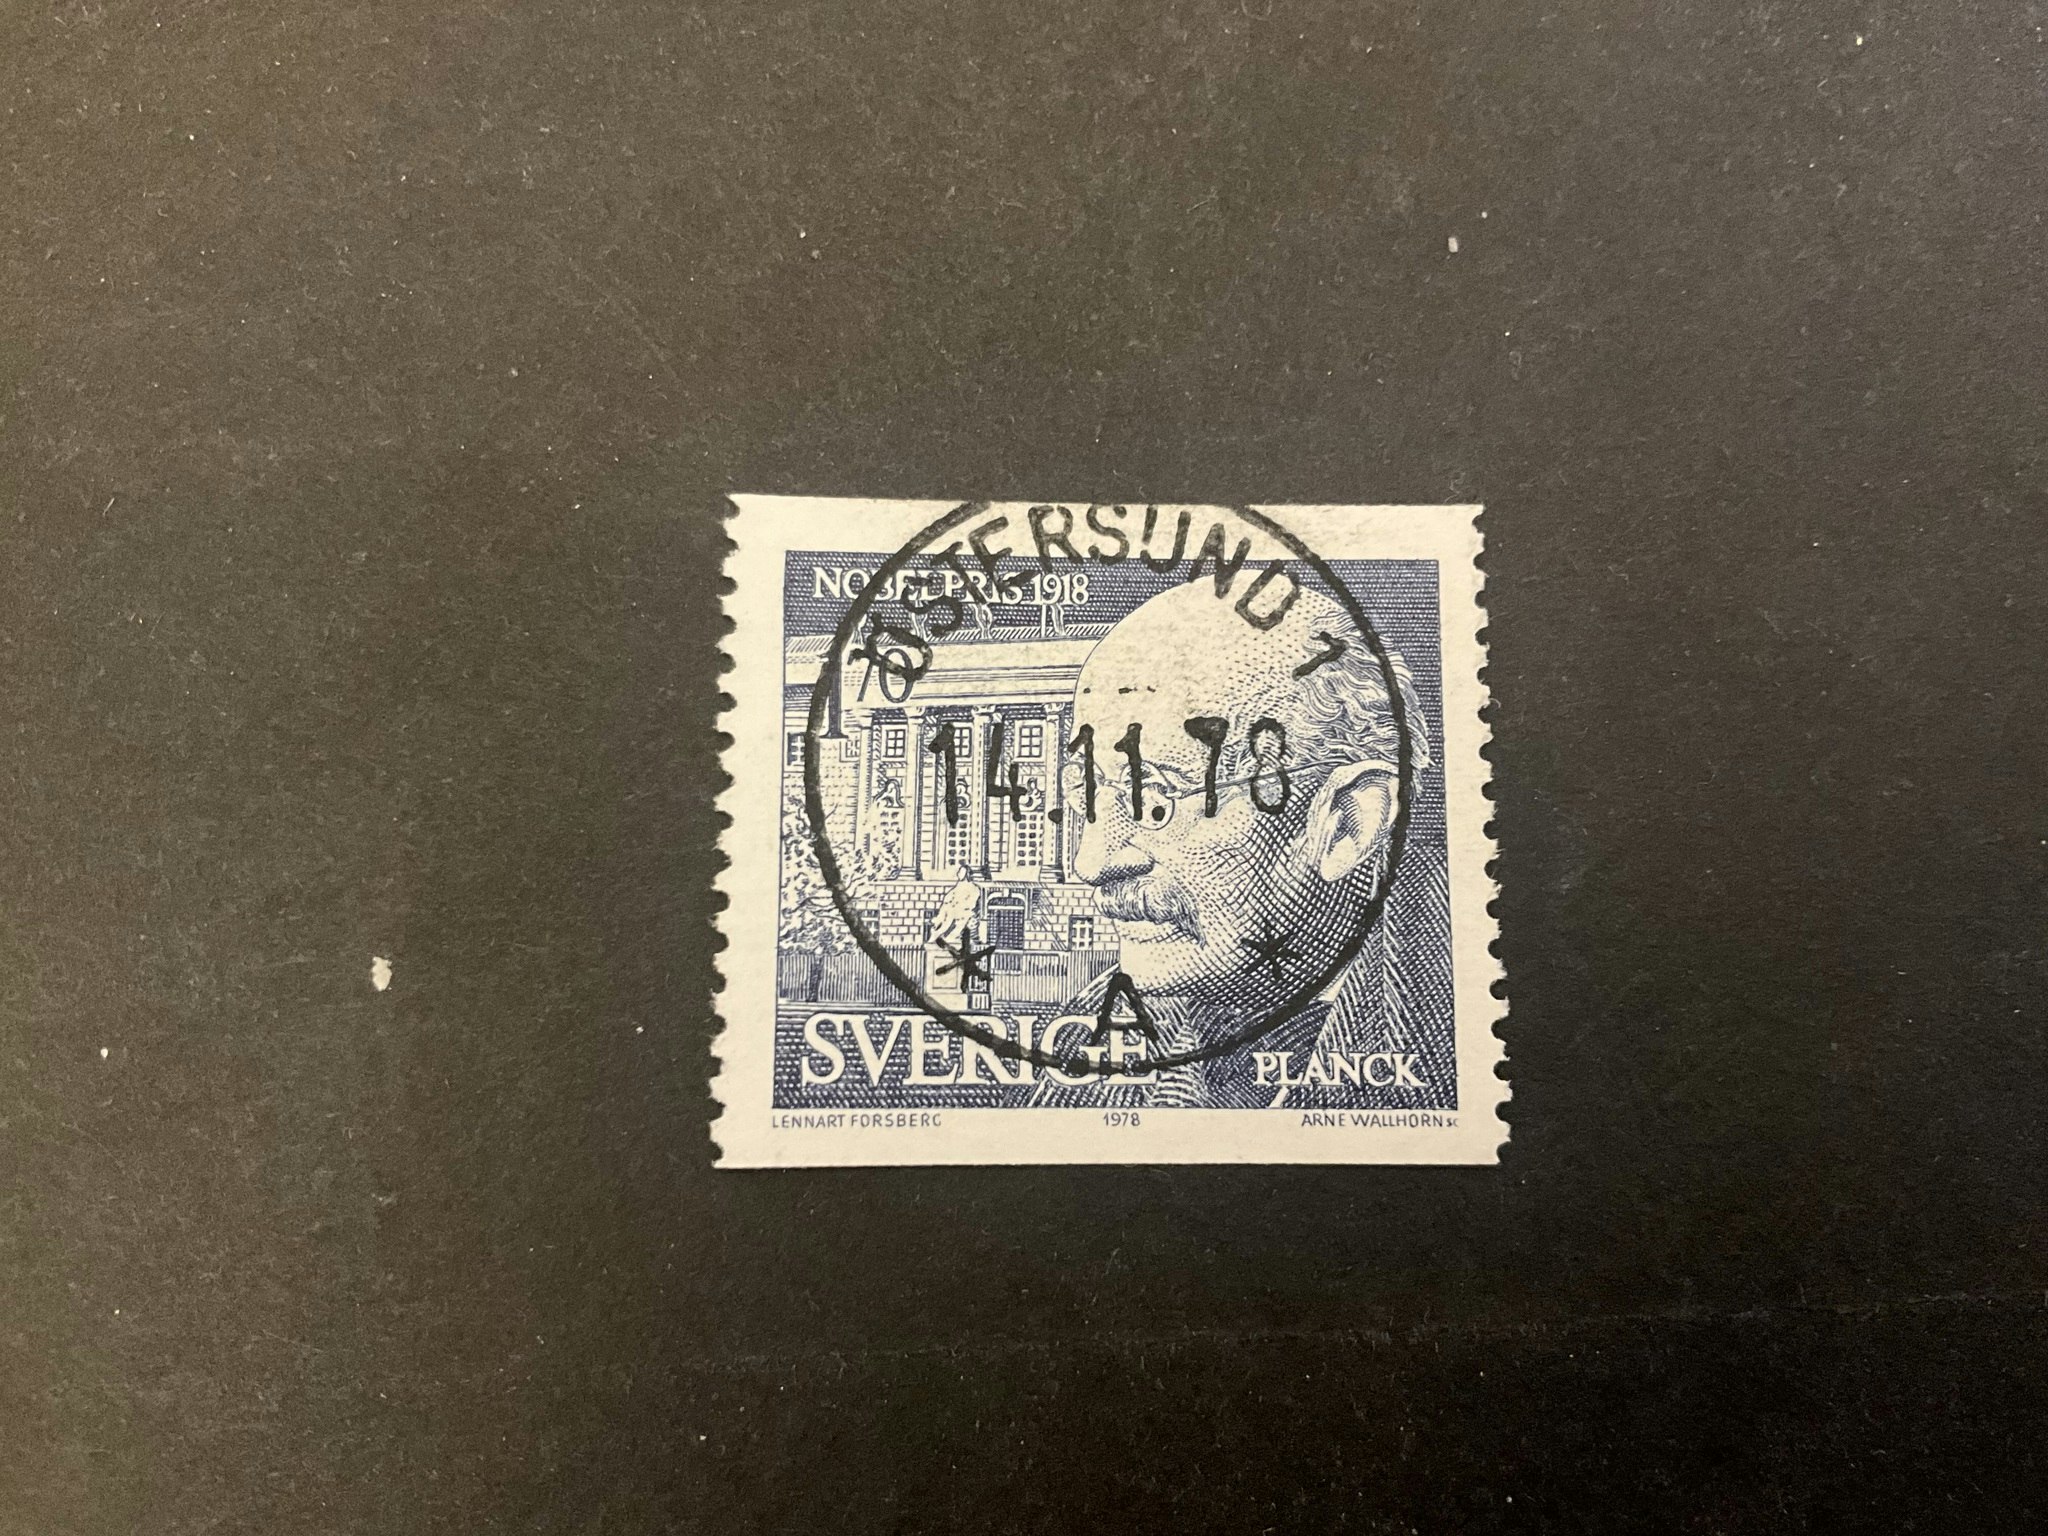 ÖSTERSUND 1
NOBELPRIS 1918
1 70
14.11.78
* A *
SVERIGE
PLANCK
LENNART FORSBERG 1978 ARNE WALLHORN SC